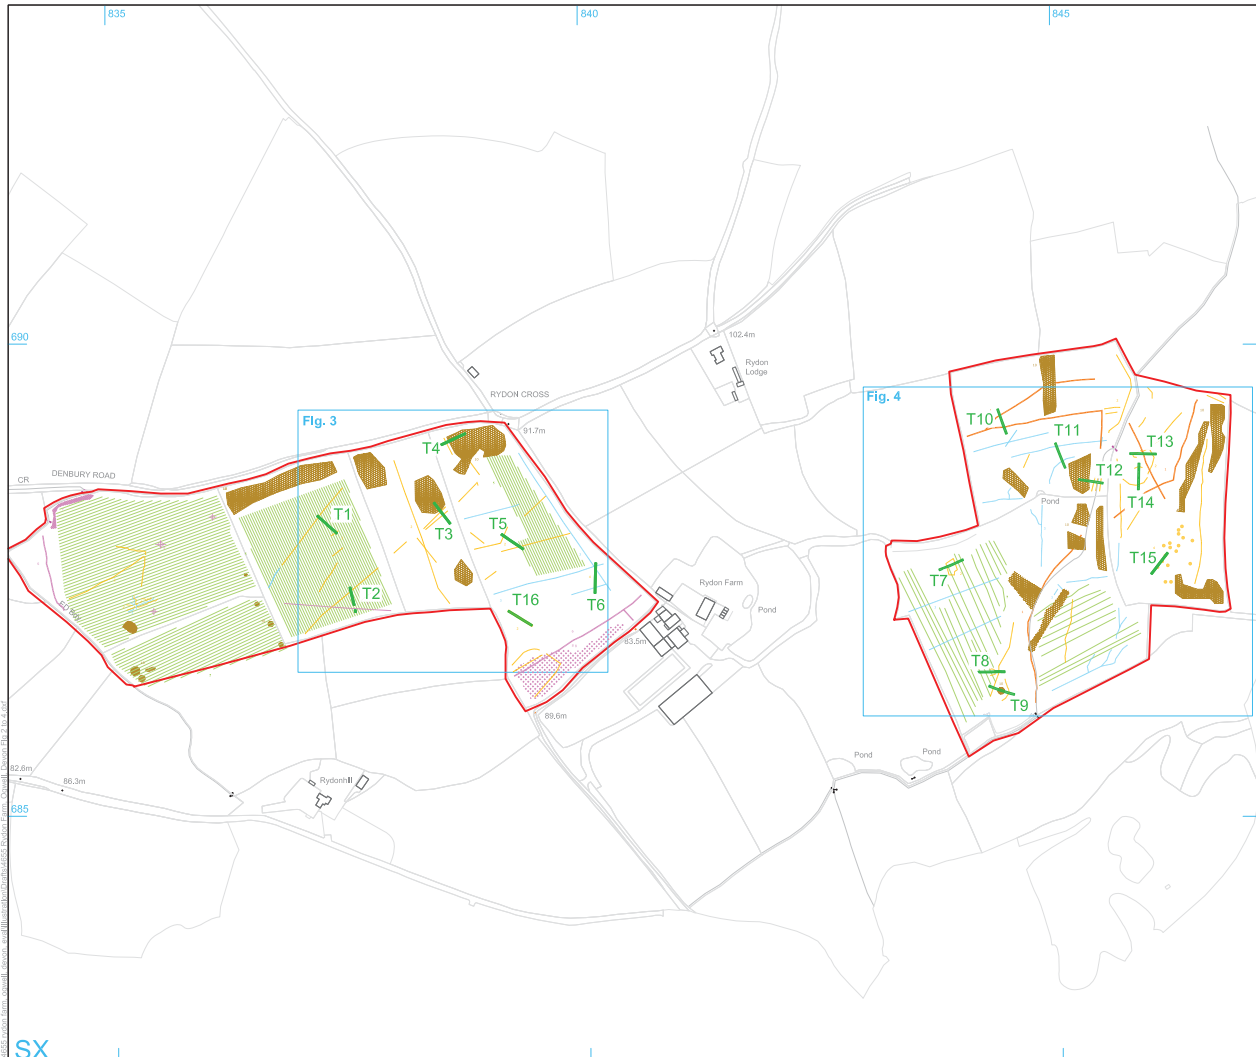 835
840
845
690
102.4m
Rydon
Lodge
RYDON CROSS
Fig. 4
Fig. 3
91.7m
T10
T4
T11
T13
DENBURY ROAD
CR
T12
T14
Pond
T1
T3
T5
T15
T7
Rydon Farm
T2
T16
T6
Pond
ED Bdy
83.5m
T8
T9
89.6m
Pond
Pond
82.6m
86.3m
Rydonhill
685
SX